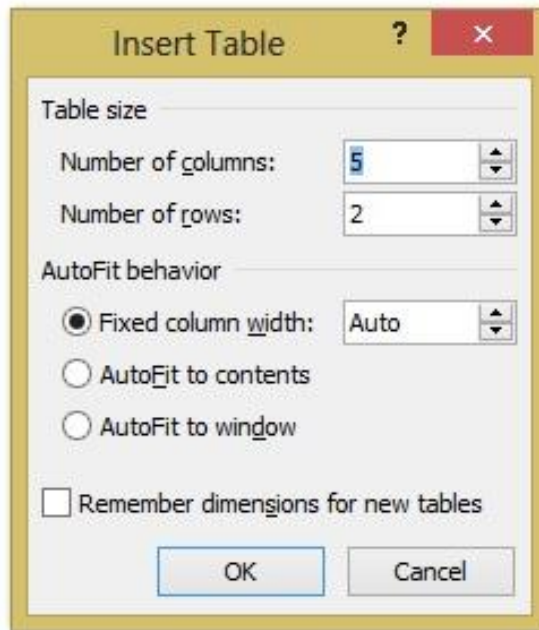 Insert Table ? ×
Table size
Number of columns: 5
Number of rows: 2
AutoFit behavior
Fixed column width: Auto
AutoFit to contents
AutoFit to window
Remember dimensions for new tables
OK Cancel